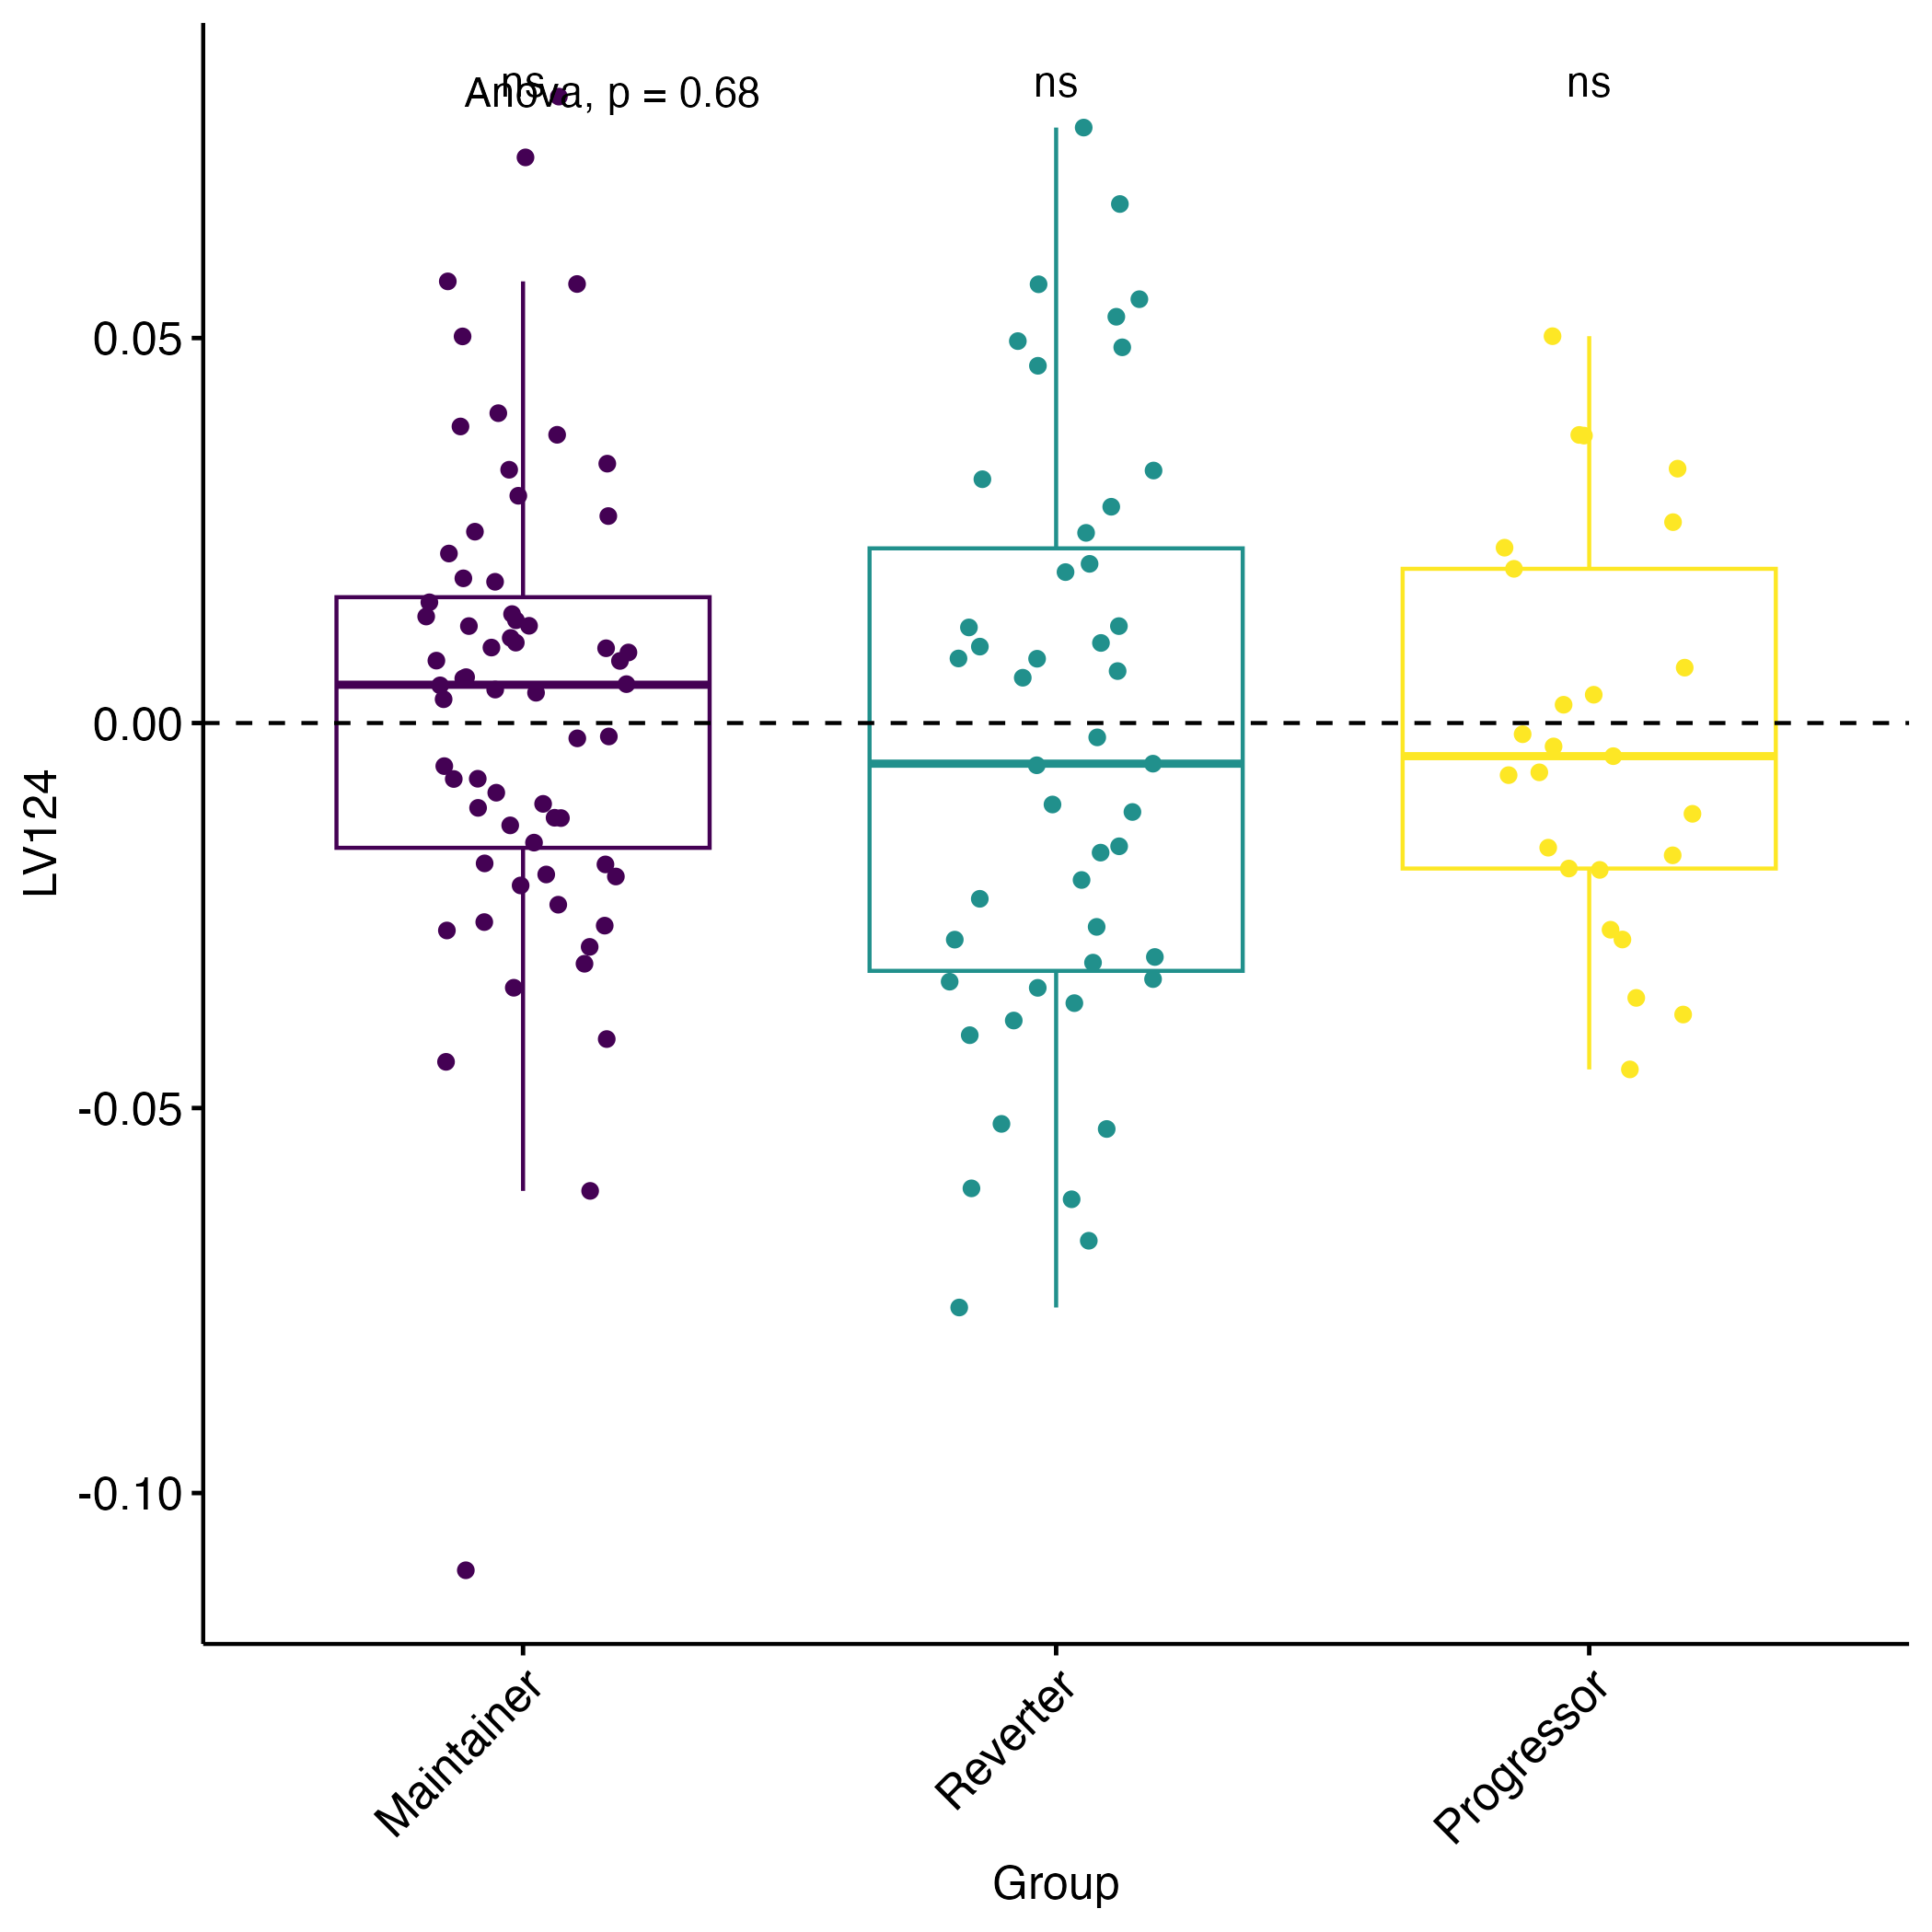 ns
Anova, p = 0.68
ns
ns
0.05
0.00
-0.05
-0.10
LV124
Maintainer
Reverter
Progressor
Group